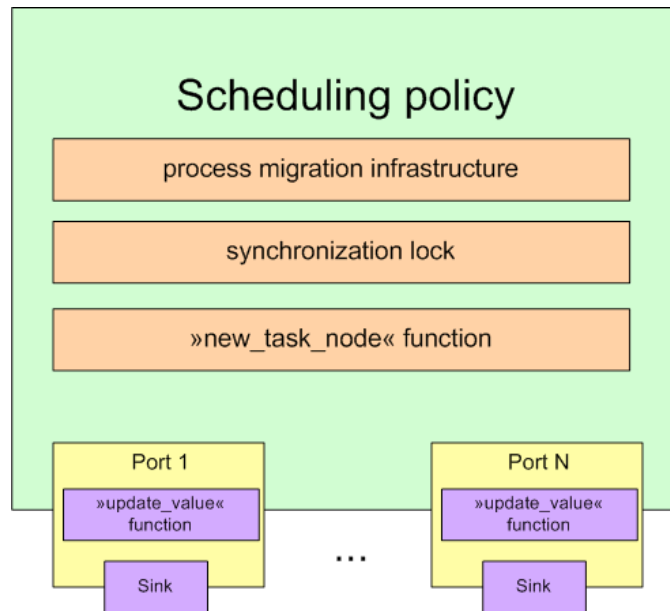 Scheduling policy
process migration infrastructure
synchronization lock
»new_task_node« function
Port 1
Port N
»update_value«
function
»update_value«
function
...
Sink
Sink